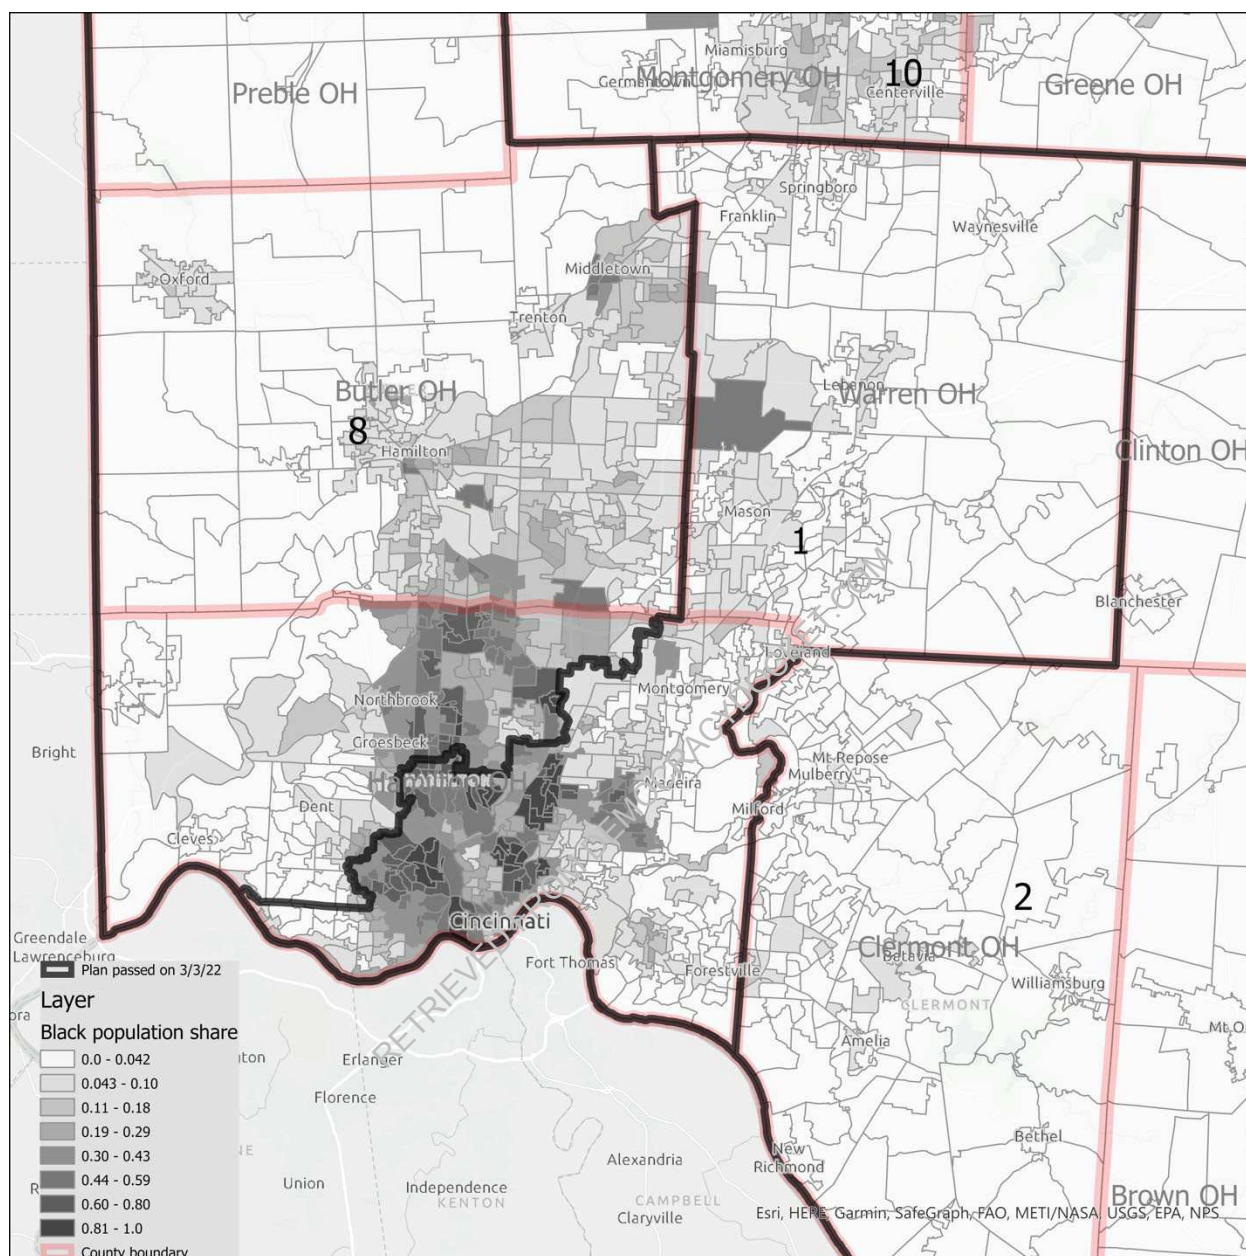 Miamisburg
10
Germantown
Montgomery OH
Preble OH
Centerville
Greene OH
Springboro
Franklin
Waynesville
Middletown
Oxford
Trenton
Lebanon
Butler OH
Warren OH
8
Hamilton
Clinton OH
Mason
1
Blanchester
Loveland
Montgomery
Northbrook
Groesbeck
Bright
Mt Repose
Mulberry
Madeira
Dent
Milford
Cleves
2
Cincinnati
Greendale
Lawrenceburg
Clermont OH
Batavia
Fort Thomas
Forestville
Williamsburg
CLERMONT
Plan passed on 3/3/22
Layer
Black population share
0.0 - 0.042
0.043 - 0.10
0.11 - 0.18
0.19 - 0.29
0.30 - 0.43
0.44 - 0.59
0.60 - 0.80
0.81 - 1.0
County boundary
Erlanger
Amelia
Florence
Bethel
New
Richmond
Alexandria
Union
Independence
KENTON
CAMPBELL
Claryville
Brown OH
Esri, HERE, Garmin, SafeGraph, FAO, METI/NASA, USGS, EPA, NPS